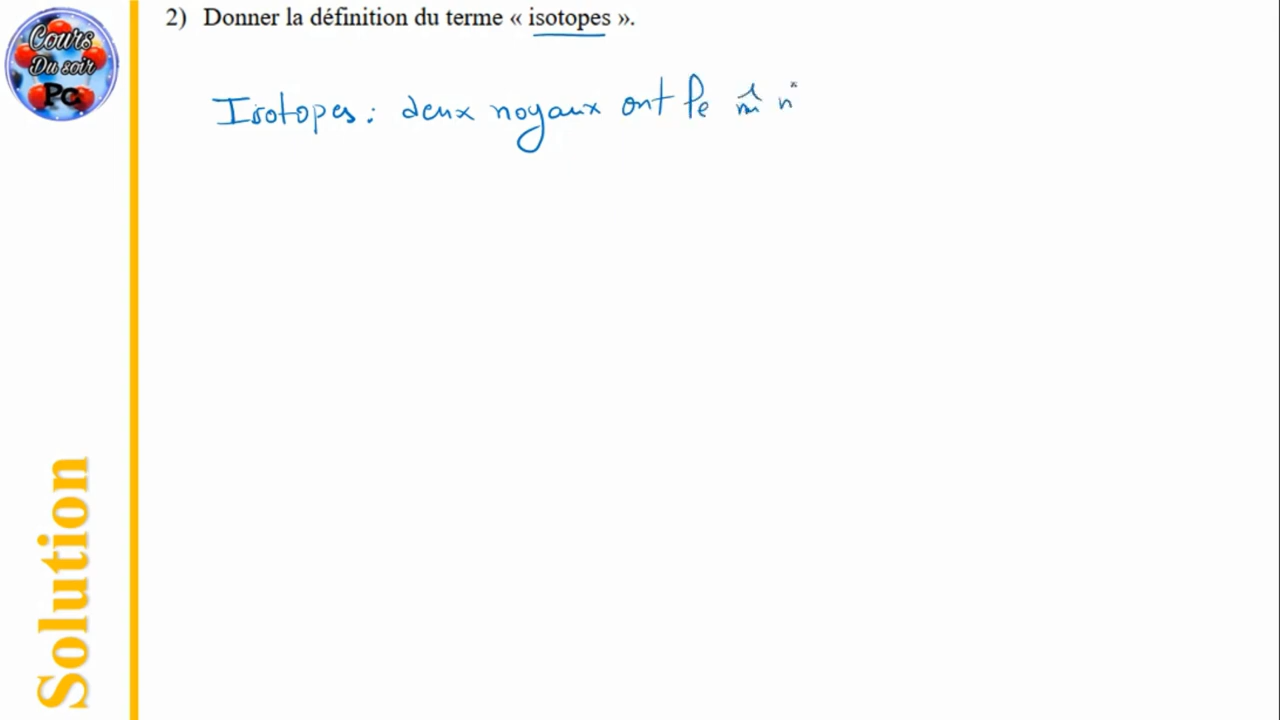 Cours
Du soir
PC
2) Donner la définition du terme « isotopes ».
Isotopes : deux noyaux ont le m̂ n°
Solution